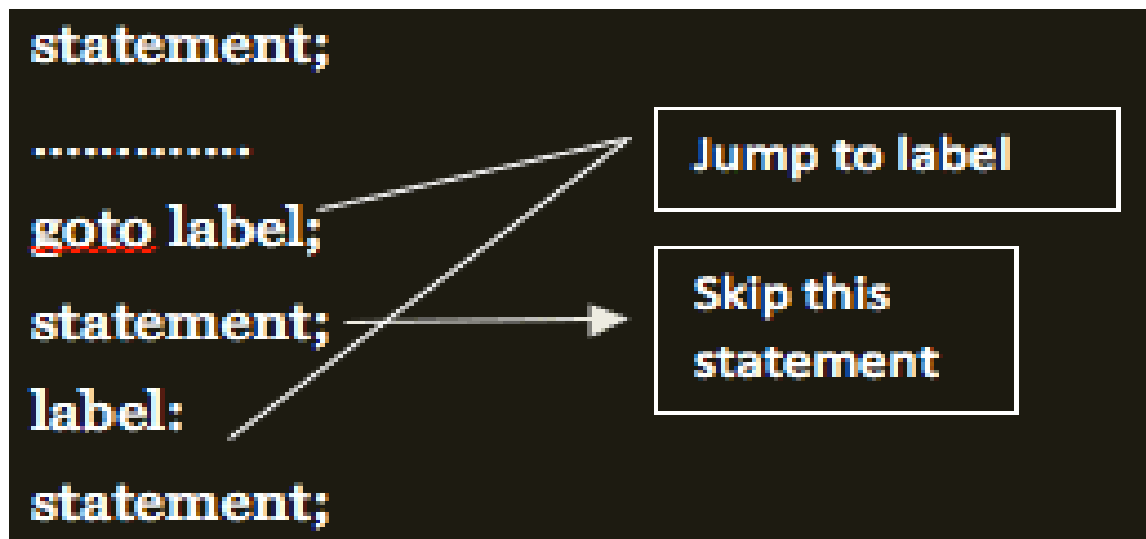 statement;
.............
goto label;
statement;
label:
statement;
Jump to label
Skip this
statement